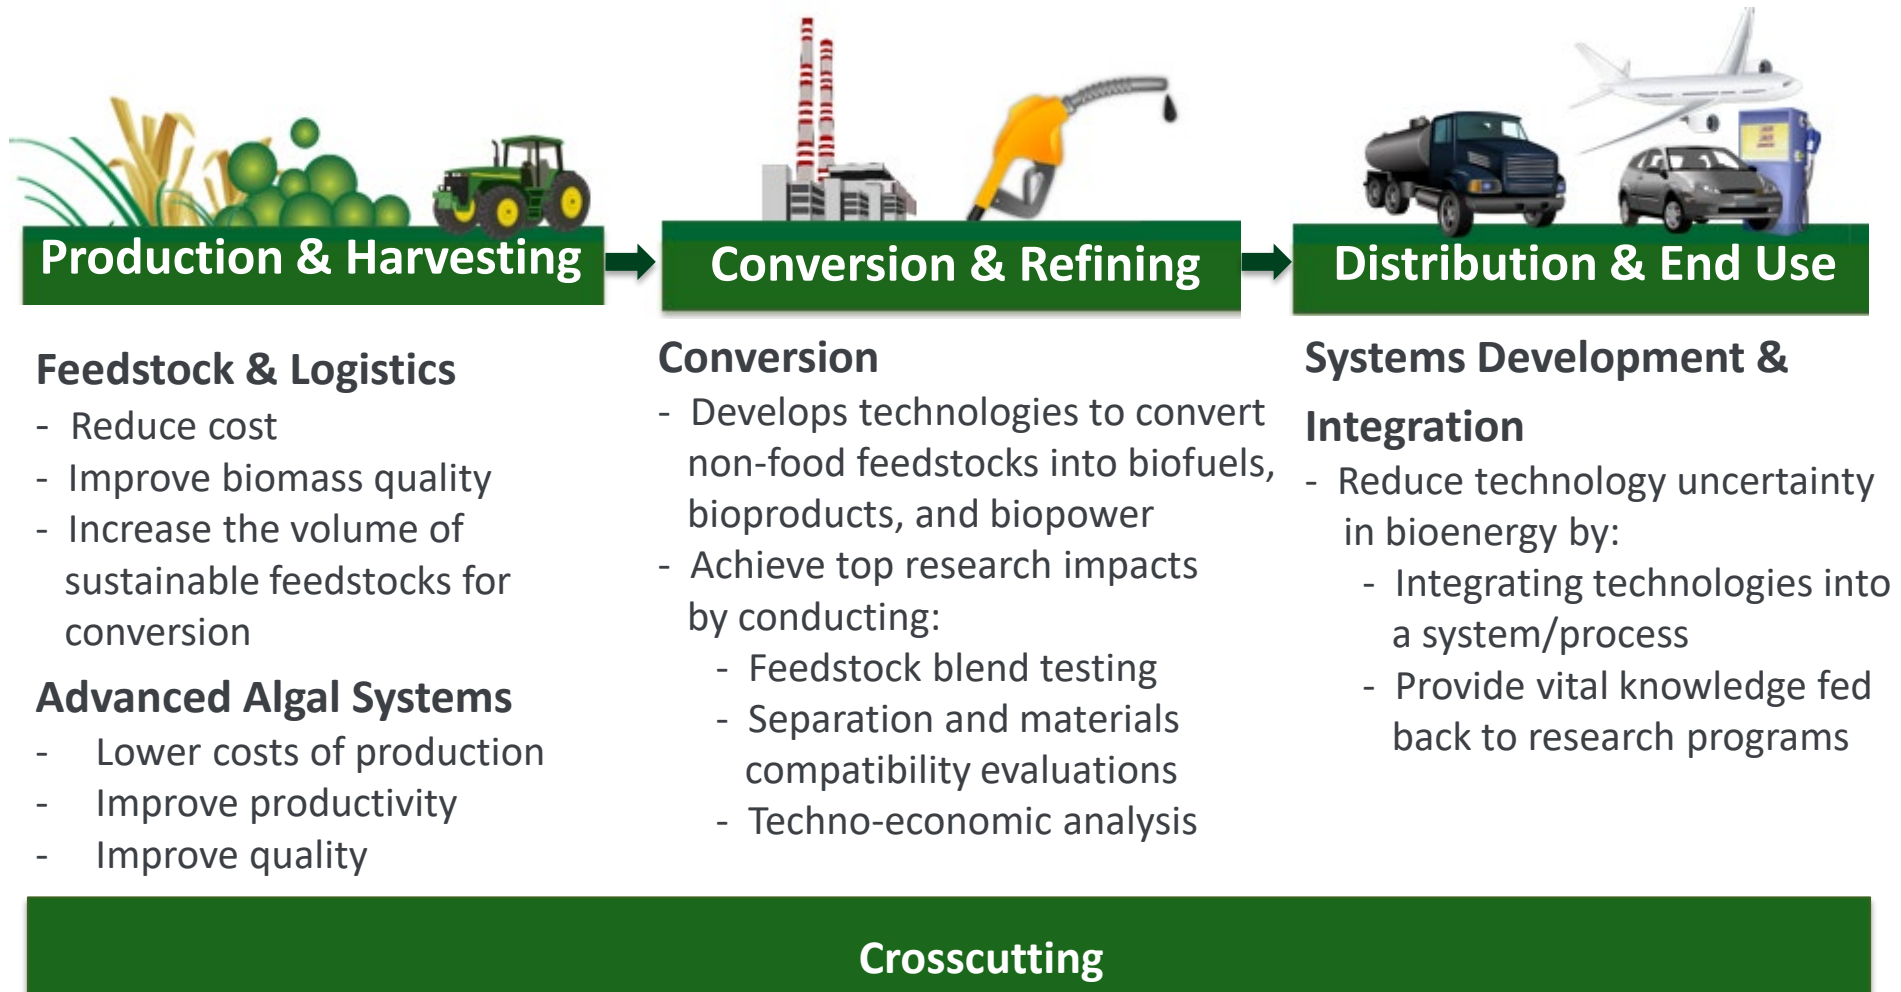 Production & Harvesting
Conversion & Refining
Distribution & End Use
Feedstock & Logistics
- Reduce cost
- Improve biomass quality
- Increase the volume of
sustainable feedstocks for
conversion
Advanced Algal Systems
- Lower costs of production
- Improve productivity
- Improve quality
Conversion
- Develops technologies to convert
non-food feedstocks into biofuels,
bioproducts, and biopower
- Achieve top research impacts
by conducting:
- Feedstock blend testing
- Separation and materials
compatibility evaluations
- Techno-economic analysis
Systems Development &
Integration
- Reduce technology uncertainty
in bioenergy by:
- Integrating technologies into
a system/process
- Provide vital knowledge fed
back to research programs
Crosscutting